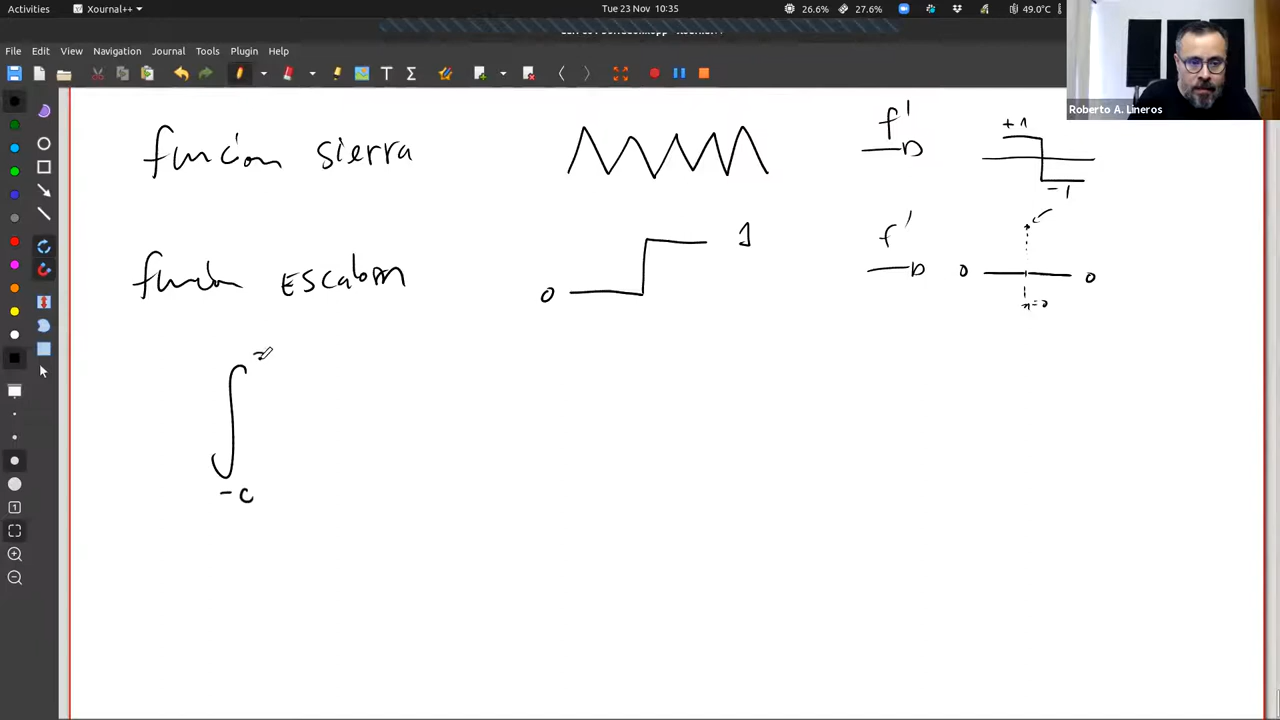 Activities Xournal++ Tue 23 Nov 10:35 26.6% 27.6% 49.0°C
File Edit View Navigation Journal Tools Plugin Help
Roberto A. Lineros
función sierra f' +1 -1
función Escalon 0 1 f' 0 0 x=0
∫ -c